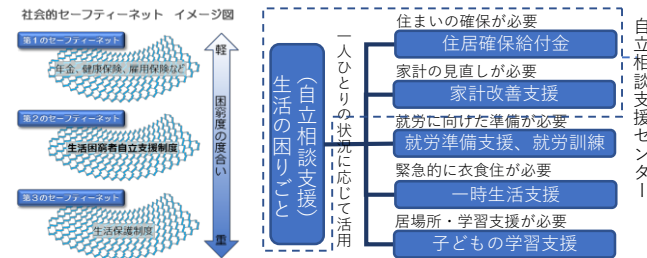 社会的セーフティーネット　イメージ図
第1のセーフティーネット
年金、健康保険、雇用保険など
第2のセーフティーネット
生活困窮者自立支援制度
第3のセーフティーネット
生活保護制度
軽
困窮度の度合い
重
生活の困りごと
（自立相談支援）
一人ひとりの状況に応じて活用
住まいの確保が必要
住居確保給付金
家計の見直しが必要
家計改善支援
就労に向けた準備が必要
就労準備支援、就労訓練
緊急的に衣食住が必要
一時生活支援
居場所・学習支援が必要
子どもの学習支援
自立相談支援センター